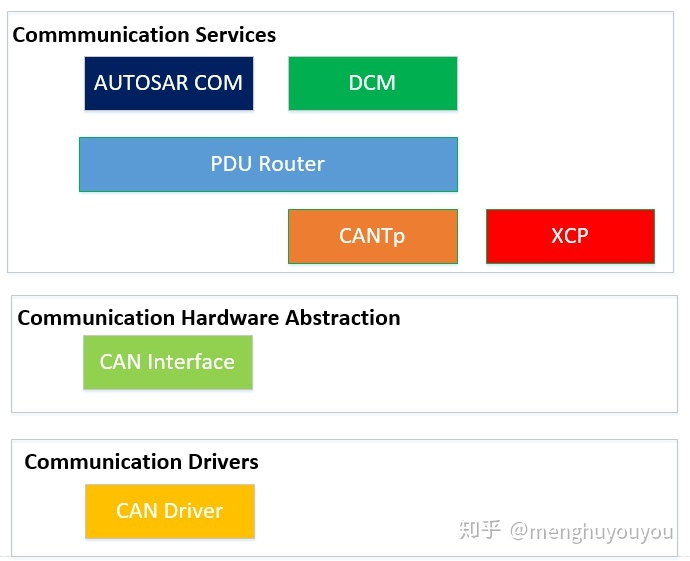 Commmunication Services
AUTOSAR COM
DCM
PDU Router
CANTp
XCP
Communication Hardware Abstraction
CAN Interface
Communication Drivers
CAN Driver
知乎 @menghuyouyou